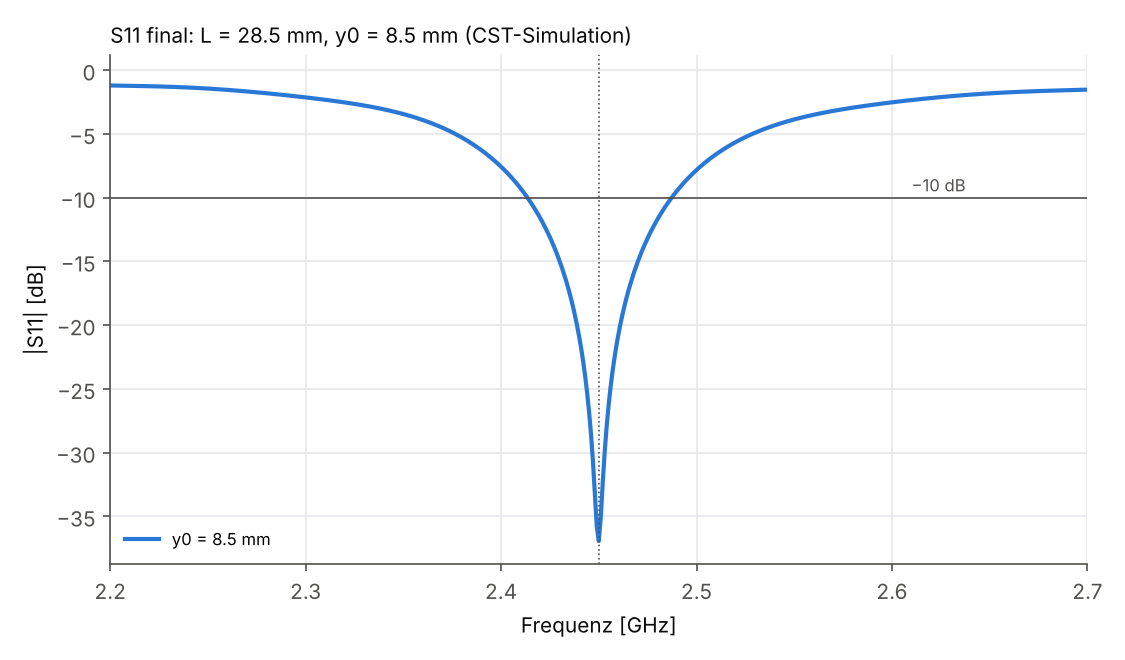 S11 final: L = 28.5 mm, y0 = 8.5 mm (CST-Simulation)
|S11| [dB]
0
−5
−10
−15
−20
−25
−30
−35
−10 dB
y0 = 8.5 mm
2.2 2.3 2.4 2.5 2.6 2.7
Frequenz [GHz]